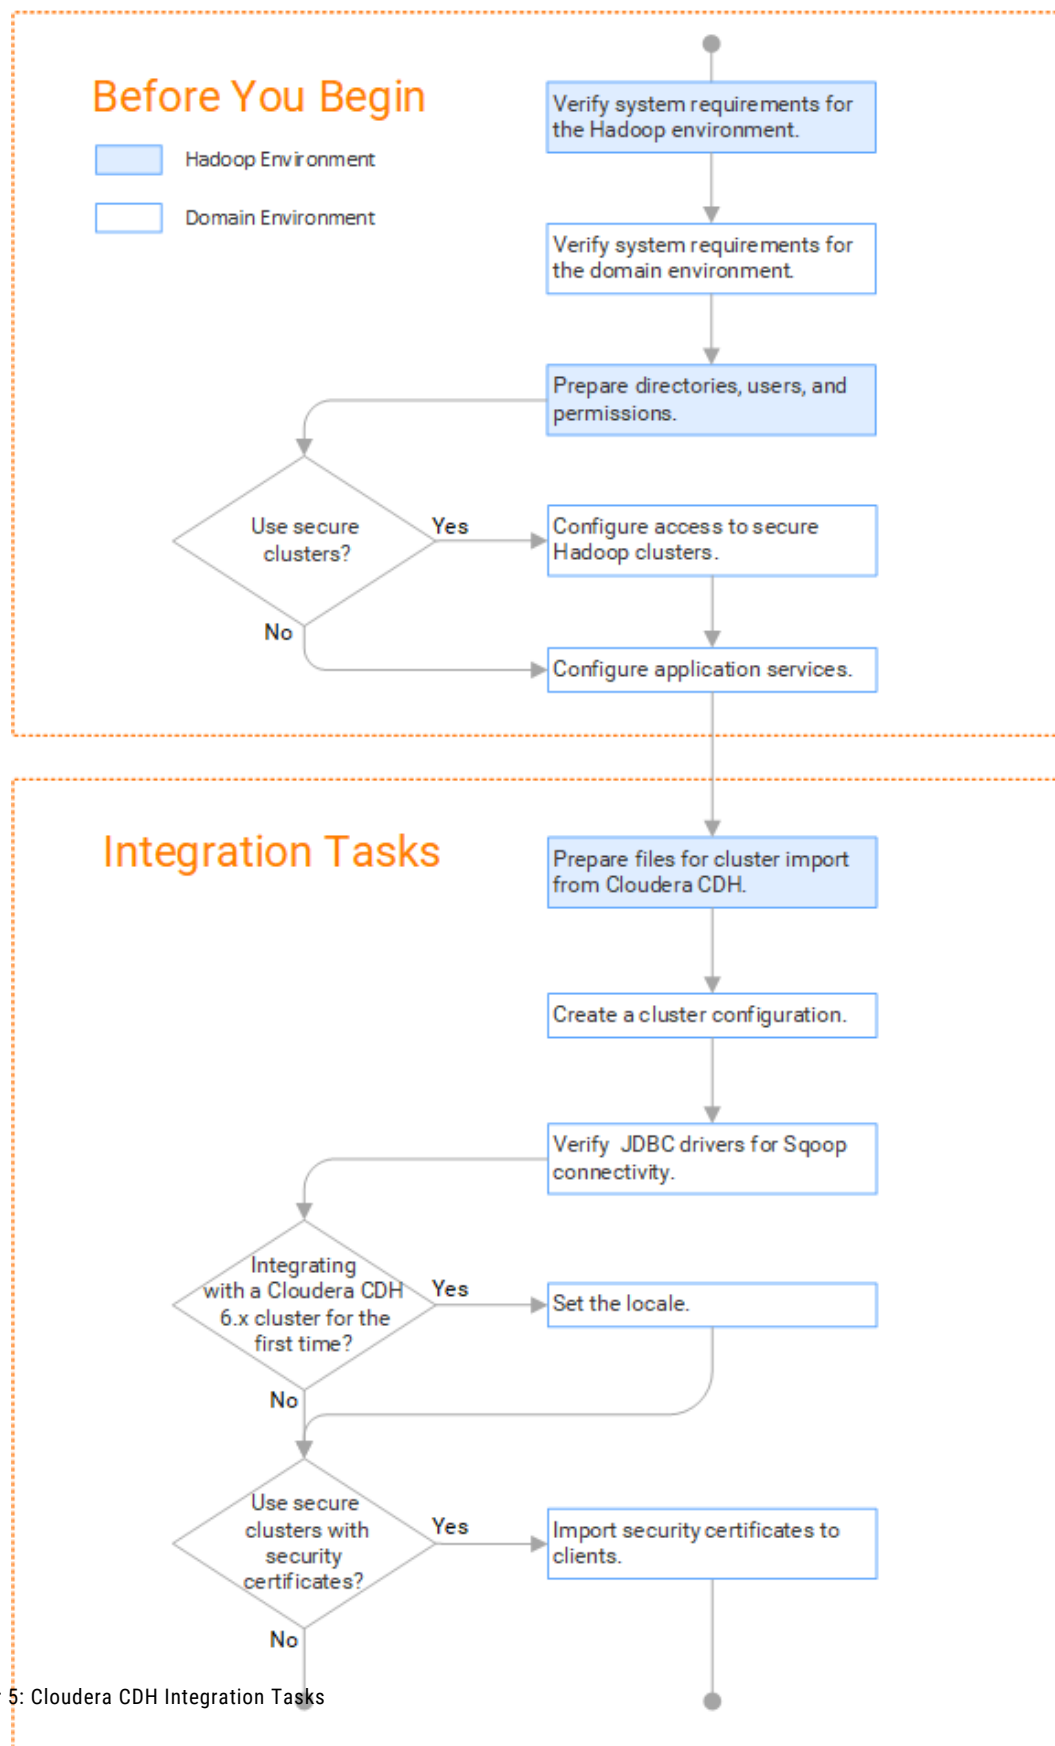 Before You Begin
Hadoop Environment
Domain Environment
Verify system requirements for
the Hadoop environment.
Verify system requirements for
the domain environment.
Prepare directories, users, and
permissions.
Use secure
clusters?
Yes
Configure access to secure
Hadoop clusters.
No
Configure application services.
Integration Tasks
Prepare files for cluster import
from Cloudera CDH.
Create a cluster configuration.
Verify JDBC drivers for Sqoop
connectivity.
Integrating
with a Cloudera CDH
6.x cluster for the
first time?
Yes
Set the locale.
No
Use secure
clusters with
security
certificates?
Yes
Import security certificates to
clients.
No
5: Cloudera CDH Integration Tasks